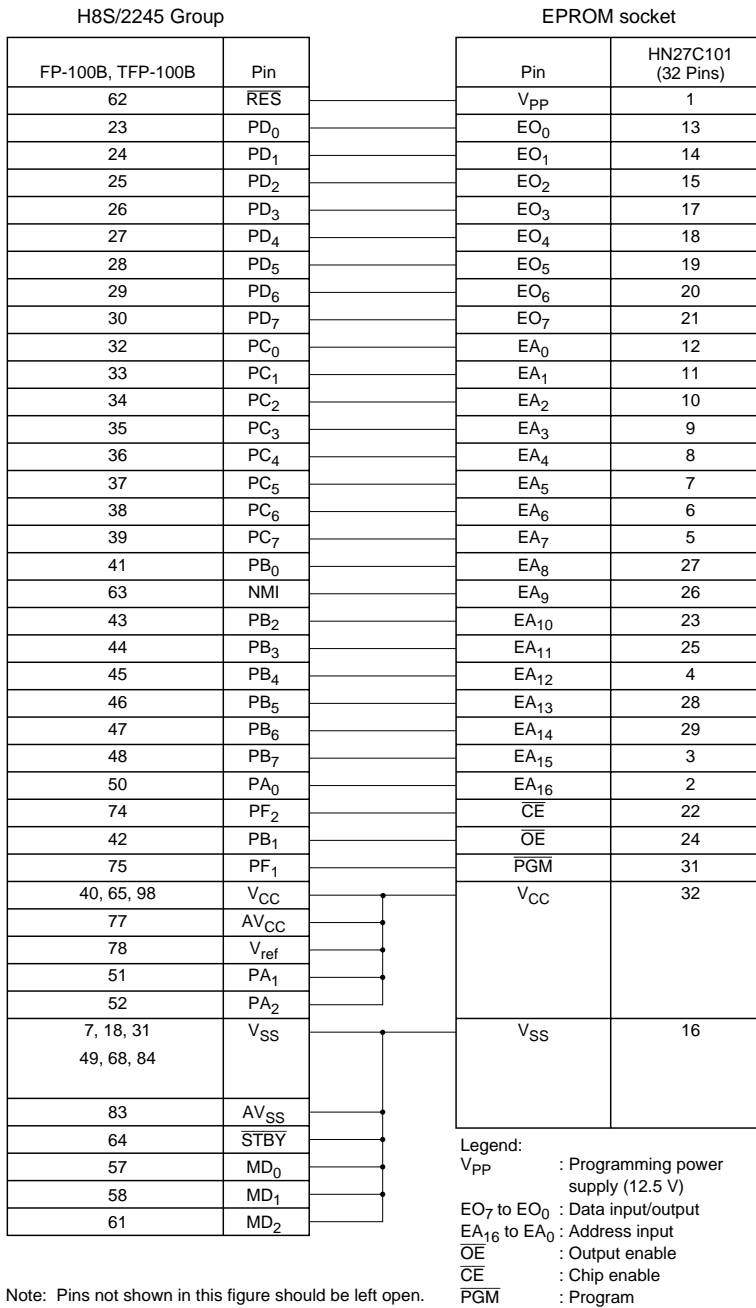 H8S/2245 Group EPROM socket
FP-100B, TFP-100B Pin Pin HN27C101 (32 Pins)
62 RES VPP 1
23 PD0 EO0 13
24 PD1 EO1 14
25 PD2 EO2 15
26 PD3 EO3 17
27 PD4 EO4 18
28 PD5 EO5 19
29 PD6 EO6 20
30 PD7 EO7 21
32 PC0 EA0 12
33 PC1 EA1 11
34 PC2 EA2 10
35 PC3 EA3 9
36 PC4 EA4 8
37 PC5 EA5 7
38 PC6 EA6 6
39 PC7 EA7 5
41 PB0 EA8 27
63 NMI EA9 26
43 PB2 EA10 23
44 PB3 EA11 25
45 PB4 EA12 4
46 PB5 EA13 28
47 PB6 EA14 29
48 PB7 EA15 3
50 PA0 EA16 2
74 PF2 CE 22
42 PB1 OE 24
75 PF1 PGM 31
40, 65, 98 VCC VCC 32
77 AVCC
78 Vref
51 PA1
52 PA2
7, 18, 31 VSS VSS 16
49, 68, 84
83 AVSS
64 STBY
57 MD0
58 MD1
61 MD2
Legend:
VPP : Programming power
supply (12.5 V)
EO7 to EO0 : Data input/output
EA16 to EA0 : Address input
OE : Output enable
CE : Chip enable
PGM : Program
Note: Pins not shown in this figure should be left open.